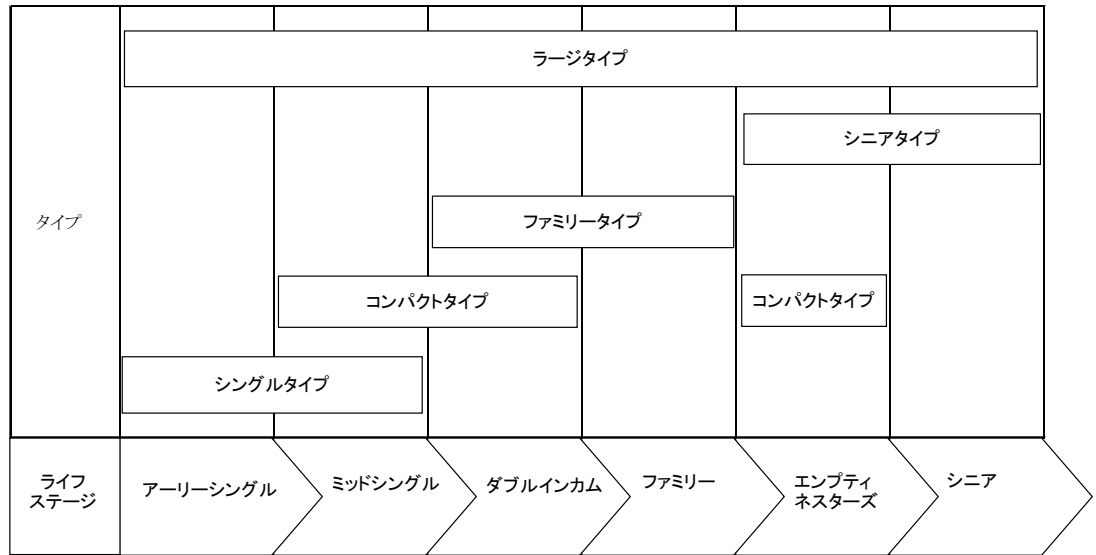 ラージタイプ
シニアタイプ
タイプ
ファミリータイプ
コンパクトタイプ
コンパクトタイプ
シングルタイプ
ライフ
ステージ
アーリーシングル
ミッドシングル
ダブルインカム
ファミリー
エンプティ
ネスターズ
シニア